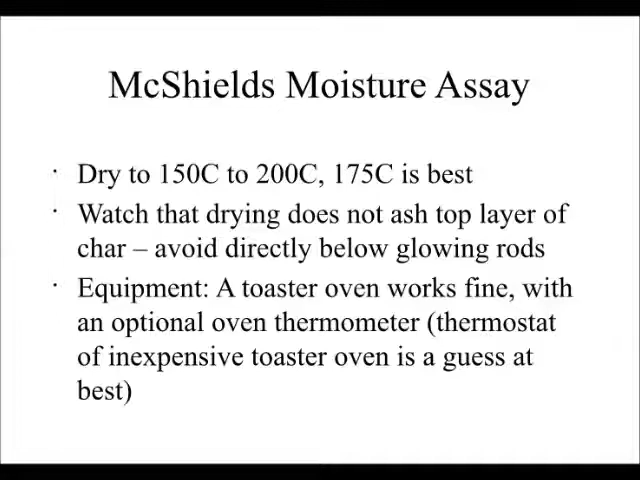 McShields Moisture Assay
· Dry to 150C to 200C, 175C is best
· Watch that drying does not ash top layer of
char – avoid directly below glowing rods
· Equipment: A toaster oven works fine, with
an optional oven thermometer (thermostat
of inexpensive toaster oven is a guess at
best)